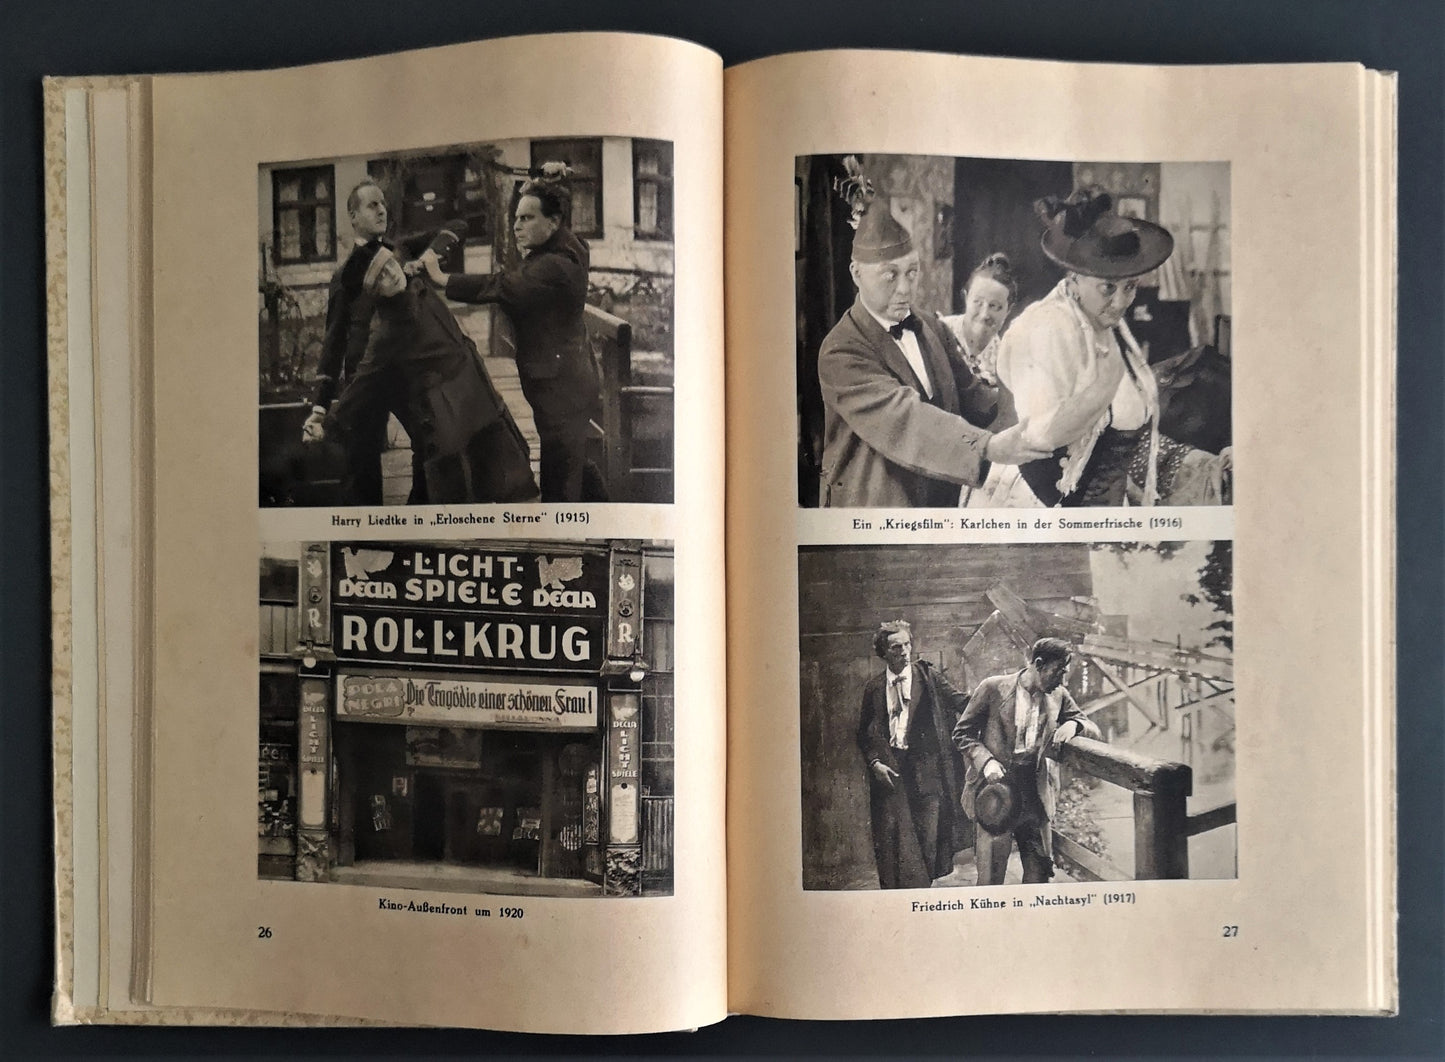 Harry Liedtke in „Erloschene Sterne" (1915)
·LICHT·
DECLA SPIELE DECLA
ROLLKRUG
R
R
POLA
NEGRI
Die Tragödie einer schönen Frau!
DECLA
LICHT
SPIELE
DECLA
LICHT
SPIELE
Kino-Außenfront um 1920
26
Ein „Kriegsfilm": Karlchen in der Sommerfrische (1916)
Friedrich Kühne in „Nachtasyl" (1917)
27